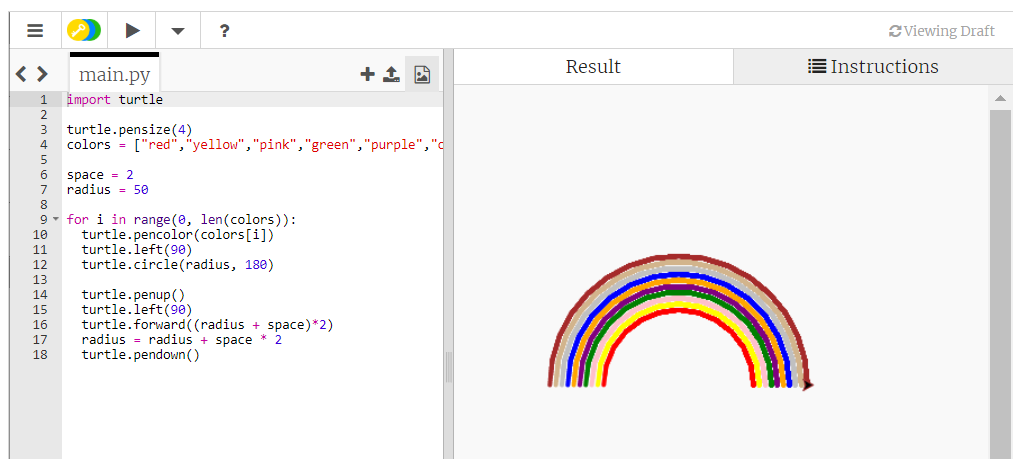 ?
Viewing Draft
main.py
Result
Instructions
1 import turtle
2
3 turtle.pensize(4)
4 colors = ["red","yellow","pink","green","purple","
5
6 space = 2
7 radius = 50
8
9 for i in range(0, len(colors)):
10 turtle.pencolor(colors[i])
11 turtle.left(90)
12 turtle.circle(radius, 180)
13
14 turtle.penup()
15 turtle.left(90)
16 turtle.forward((radius + space)*2)
17 radius = radius + space * 2
18 turtle.pendown()